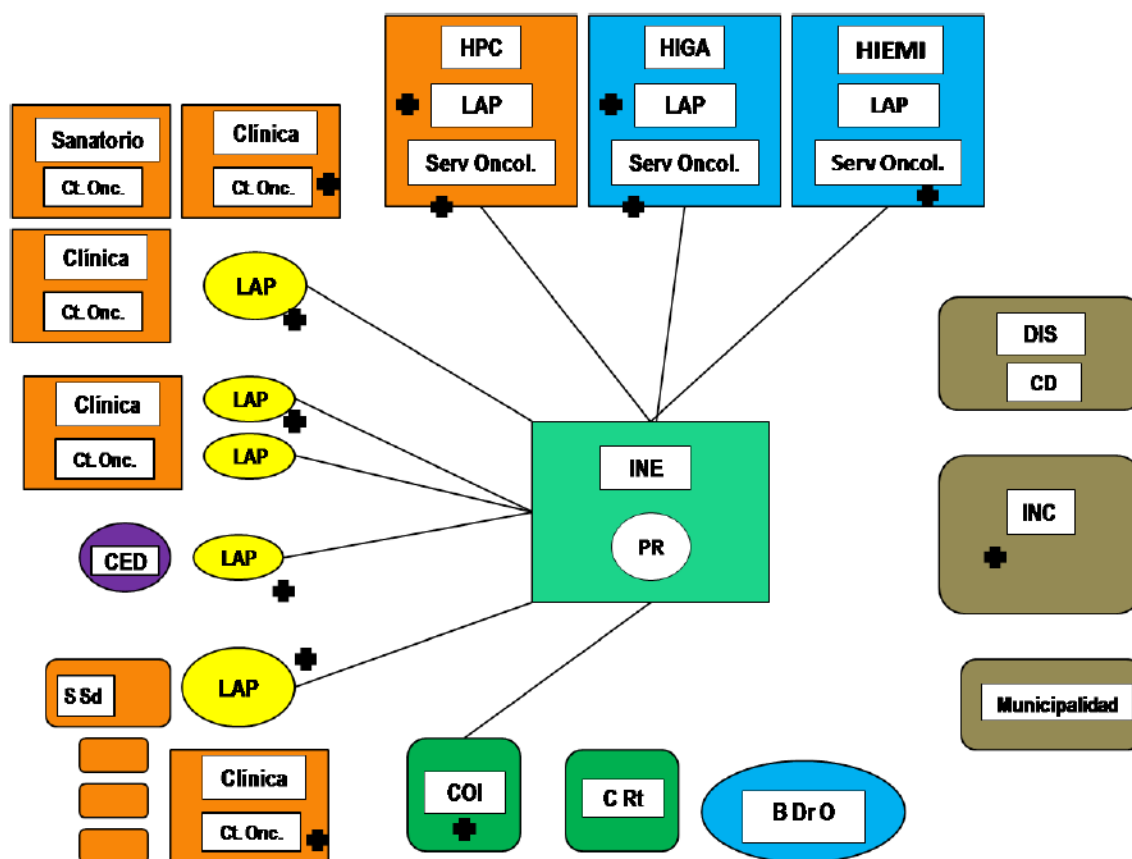 HPC
LAP
Serv Oncol.
HIGA
LAP
Serv Oncol.
HIEMI
LAP
Serv Oncol.
Sanatorio
Ct. Onc.
Clínica
Ct. Onc.
Clínica
Ct. Onc.
LAP
Clínica
Ct. Onc.
LAP
LAP
CED
LAP
S Sd
LAP
Clínica
Ct. Onc.
INE
PR
COI
C Rt
B Dr O
DIS
CD
INC
Municipalidad